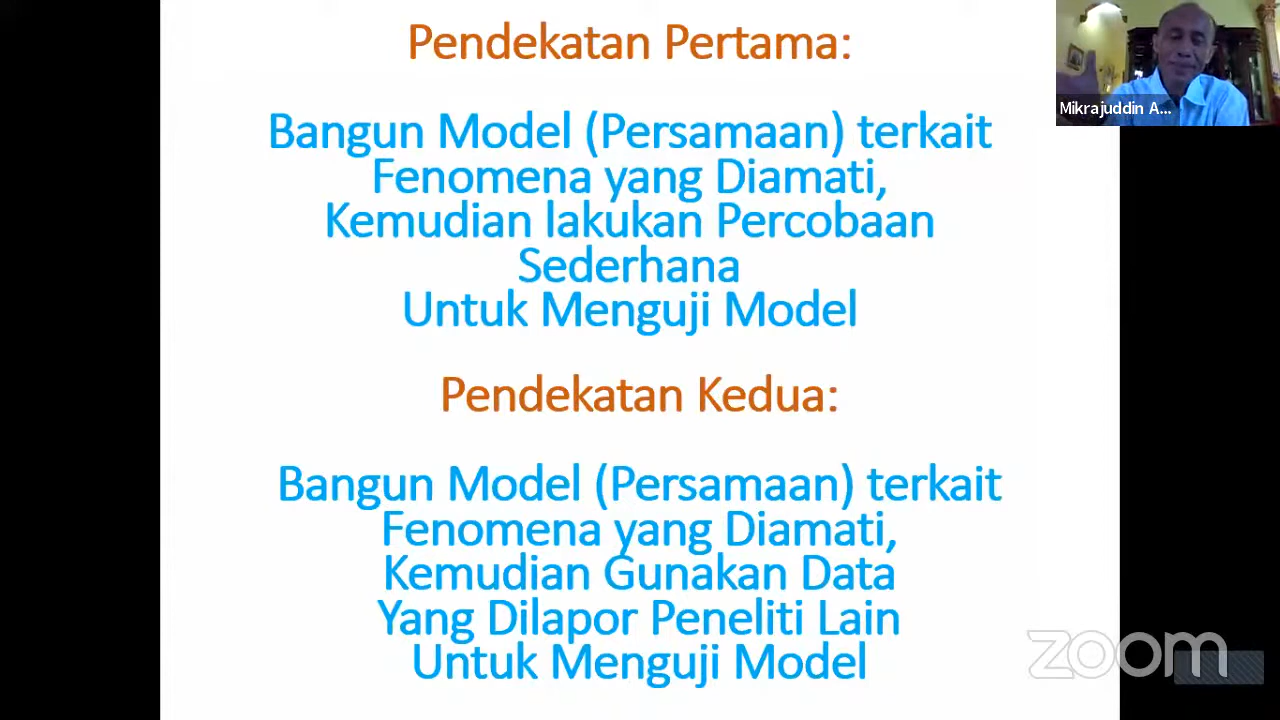 Pendekatan Pertama:
Mikrajuddin A...
Bangun Model (Persamaan) terkait
Fenomena yang Diamati,
Kemudian lakukan Percobaan
Sederhana
Untuk Menguji Model
Pendekatan Kedua:
Bangun Model (Persamaan) terkait
Fenomena yang Diamati,
Kemudian Gunakan Data
Yang Dilapor Peneliti Lain
Untuk Menguji Model
zoom